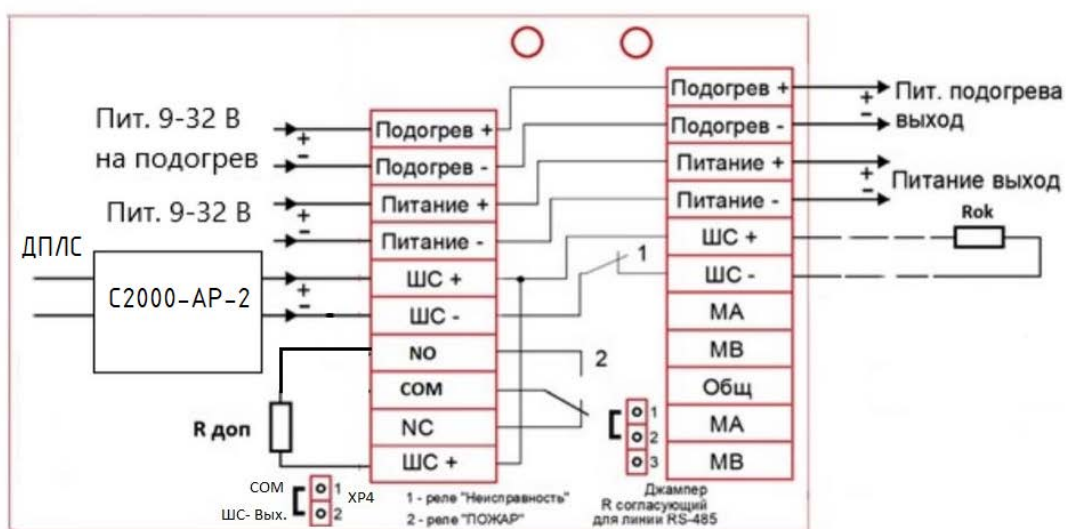 Пит. 9-32 В
на подогрев
+
-
Пит. 9-32 В
+
-
ДПЛС
С2000-АР-2
+
-
R доп
Подогрев +
Подогрев -
Питание +
Питание -
ШС +
ШС -
NO
COM
NC
ШС +
1
2
Подогрев +
Подогрев -
Питание +
Питание -
ШС +
ШС -
МА
МВ
Общ
МА
МВ
+
-
Пит. подогрева
выход
+
-
Питание выход
Rok
COM
ШС- Вых.
1
2
XP4
1 - реле "Неисправность"
2 - реле "ПОЖАР"
1
2
3
Джампер
R согласующий
для линии RS-485